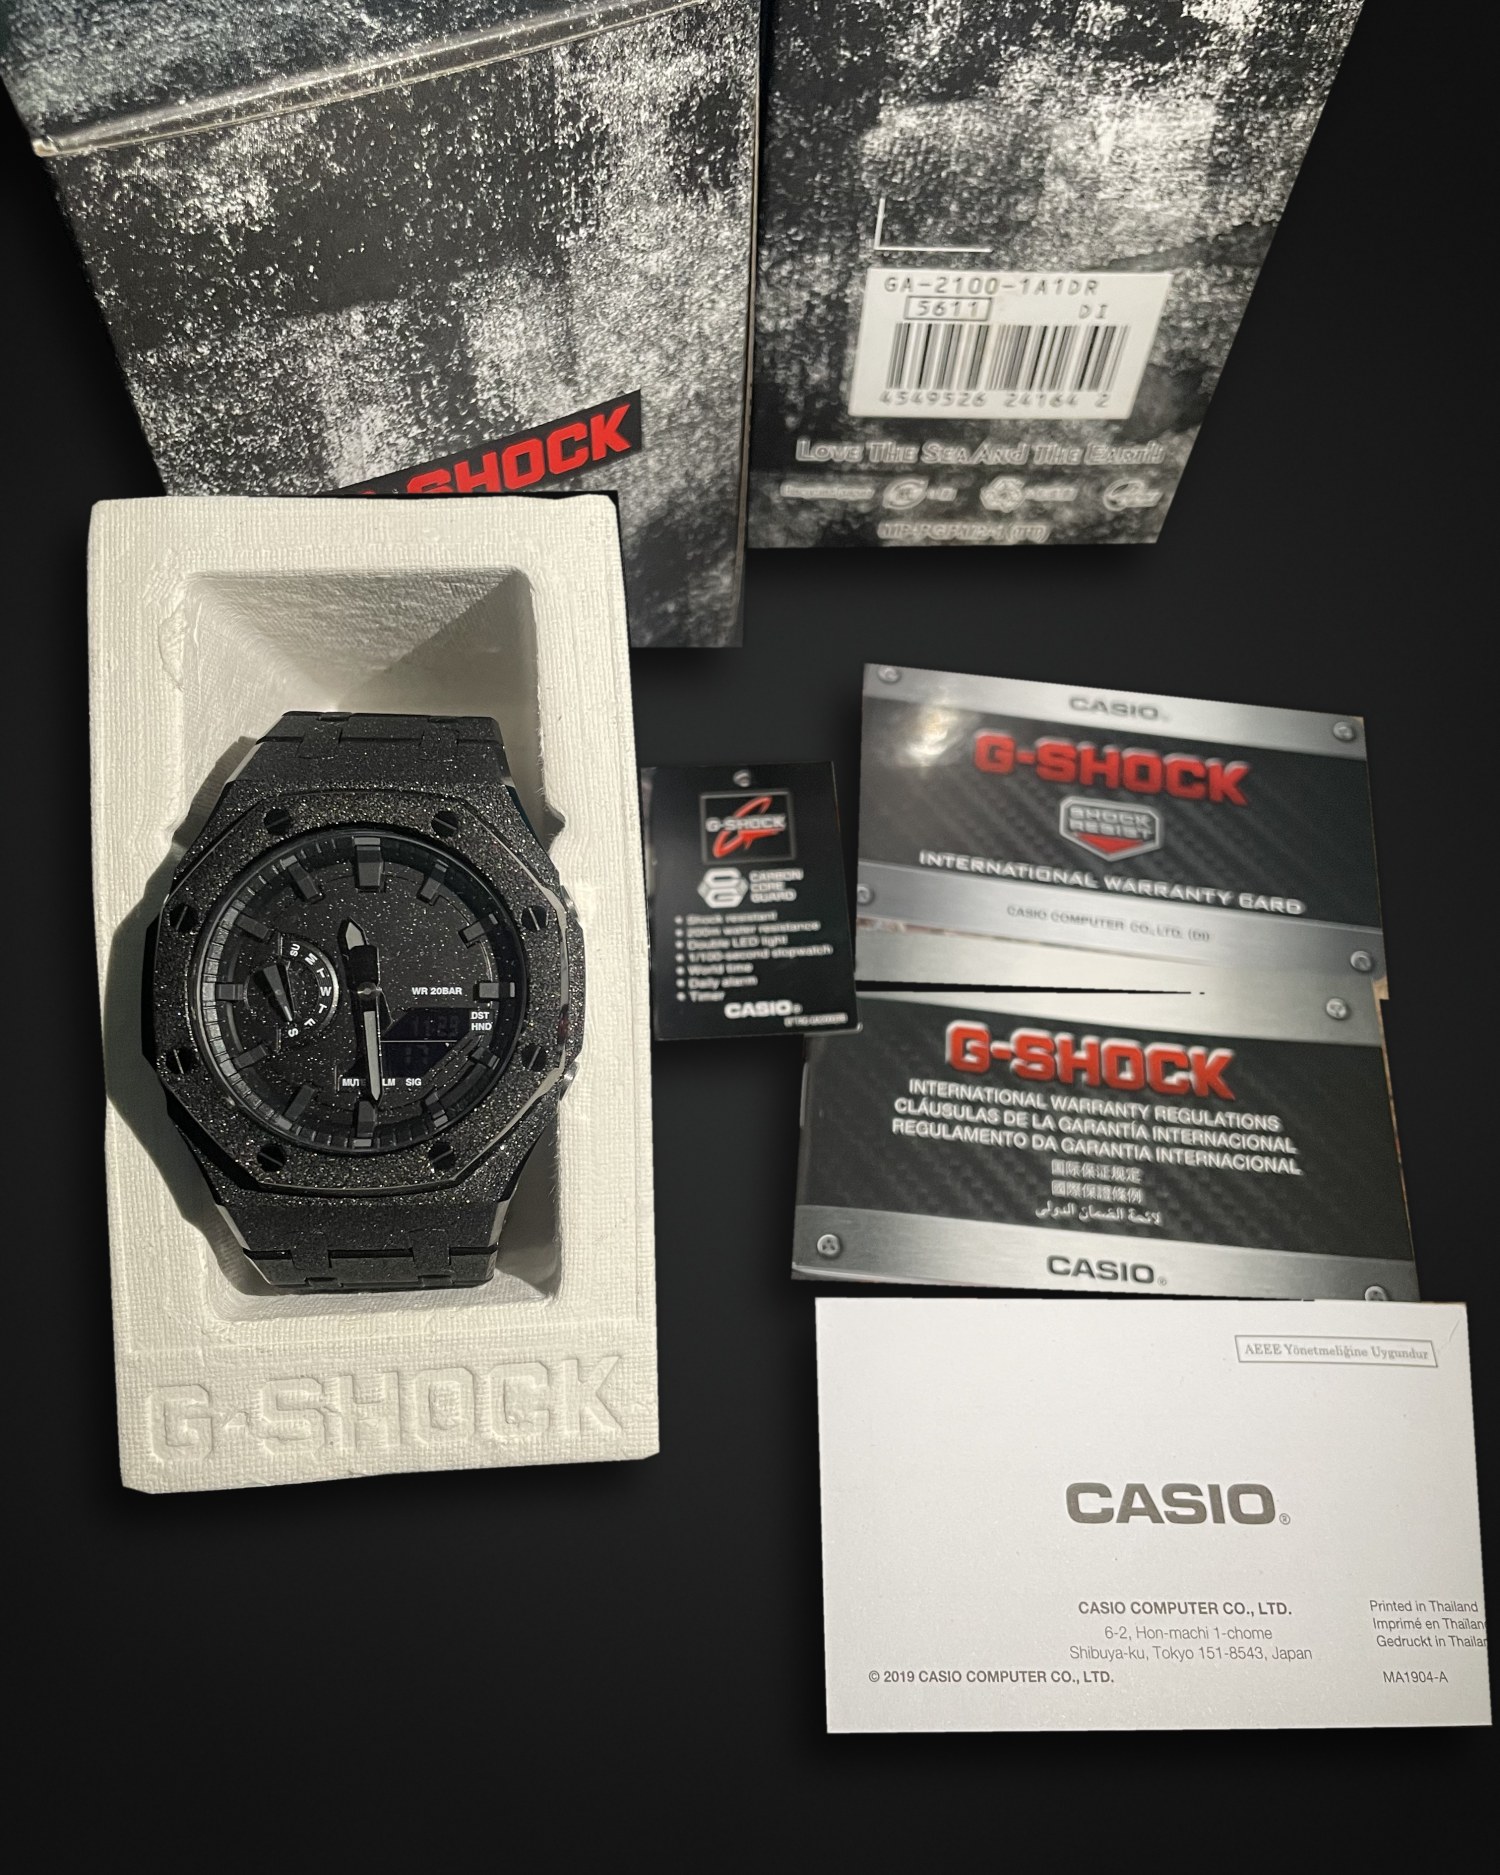 SHOCK
GA-2100-1A1DR
5611 DI
4549526 24164 2
LOVE THE SEA AND THE EARTH
SU
M
T
W
T
F
S
WR 20BAR
DST
HND
SIG
G-SHOCK
G-SHOCK
CARBON
CORE
GUARD
Shock resistant
200m water resistance
Double LED light
1/100-second stopwatch
World time
Daily alarm
Timer
CASIO®
CASIO®
G-SHOCK
SHOCK
RESIST
INTERNATIONAL WARRANTY CARD
CASIO COMPUTER CO., LTD. (DI)
G-SHOCK
INTERNATIONAL WARRANTY REGULATIONS
CLÁUSULAS DE LA GARANTÍA INTERNACIONAL
REGULAMENTO DA GARANTIA INTERNACIONAL
国际保证规定
國際保證條例
لائحة الضمان الدولي
CASIO®
AEEE Yönetmeliğine Uygundur
CASIO®
CASIO COMPUTER CO., LTD.
6-2, Hon-machi 1-chome
Shibuya-ku, Tokyo 151-8543, Japan
© 2019 CASIO COMPUTER CO., LTD.
Printed in Thailand
Imprimé en Thaïlan
Gedruckt in Thailan
MA1904-A